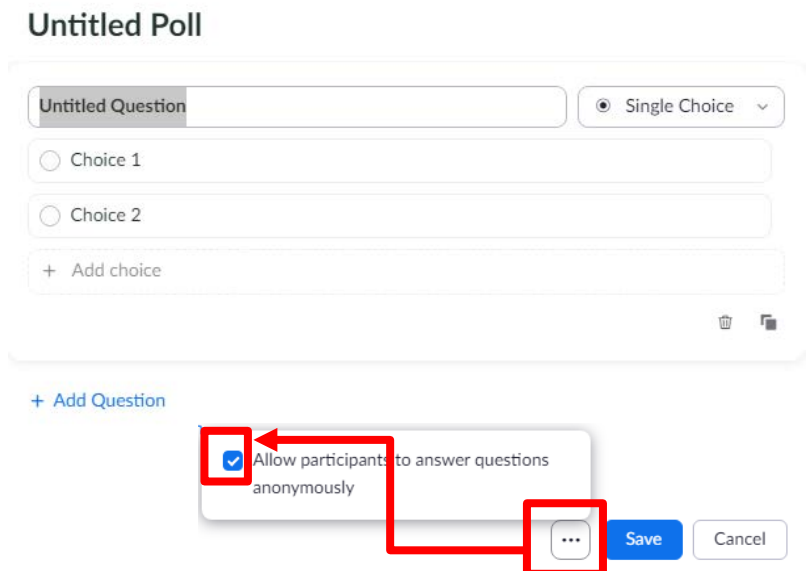 Untitled Poll
Untitled Question
Single Choice
Choice 1
Choice 2
+ Add choice
+ Add Question
Allow participants to answer questions
anonymously
...
Save
Cancel